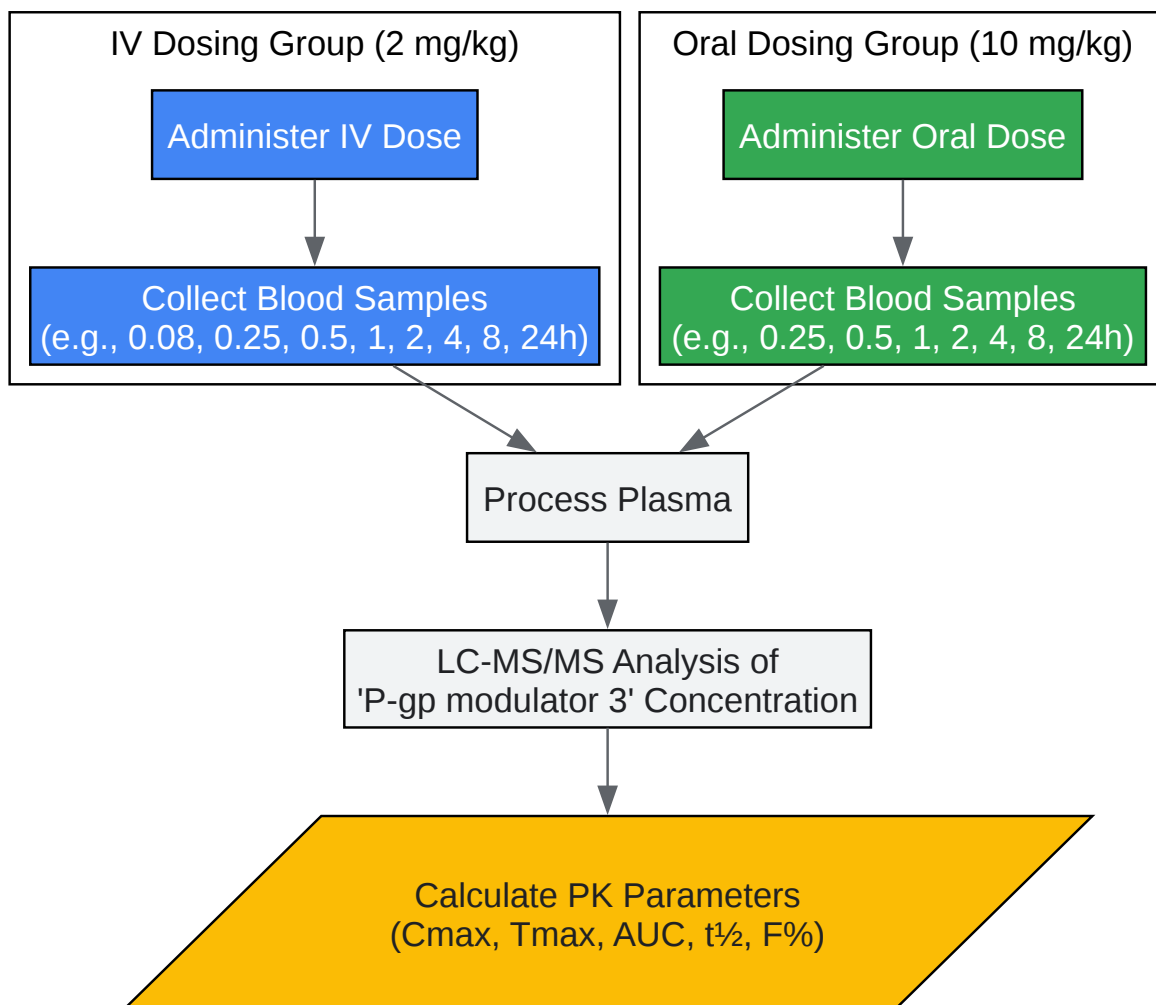 IV Dosing Group (2 mg/kg)
Administer IV Dose
Collect Blood Samples
(e.g., 0.08, 0.25, 0.5, 1, 2, 4, 8, 24h)
Oral Dosing Group (10 mg/kg)
Administer Oral Dose
Collect Blood Samples
(e.g., 0.25, 0.5, 1, 2, 4, 8, 24h)
Process Plasma
LC-MS/MS Analysis of
'P-gp modulator 3' Concentration
Calculate PK Parameters
(Cmax, Tmax, AUC, t½, F%)